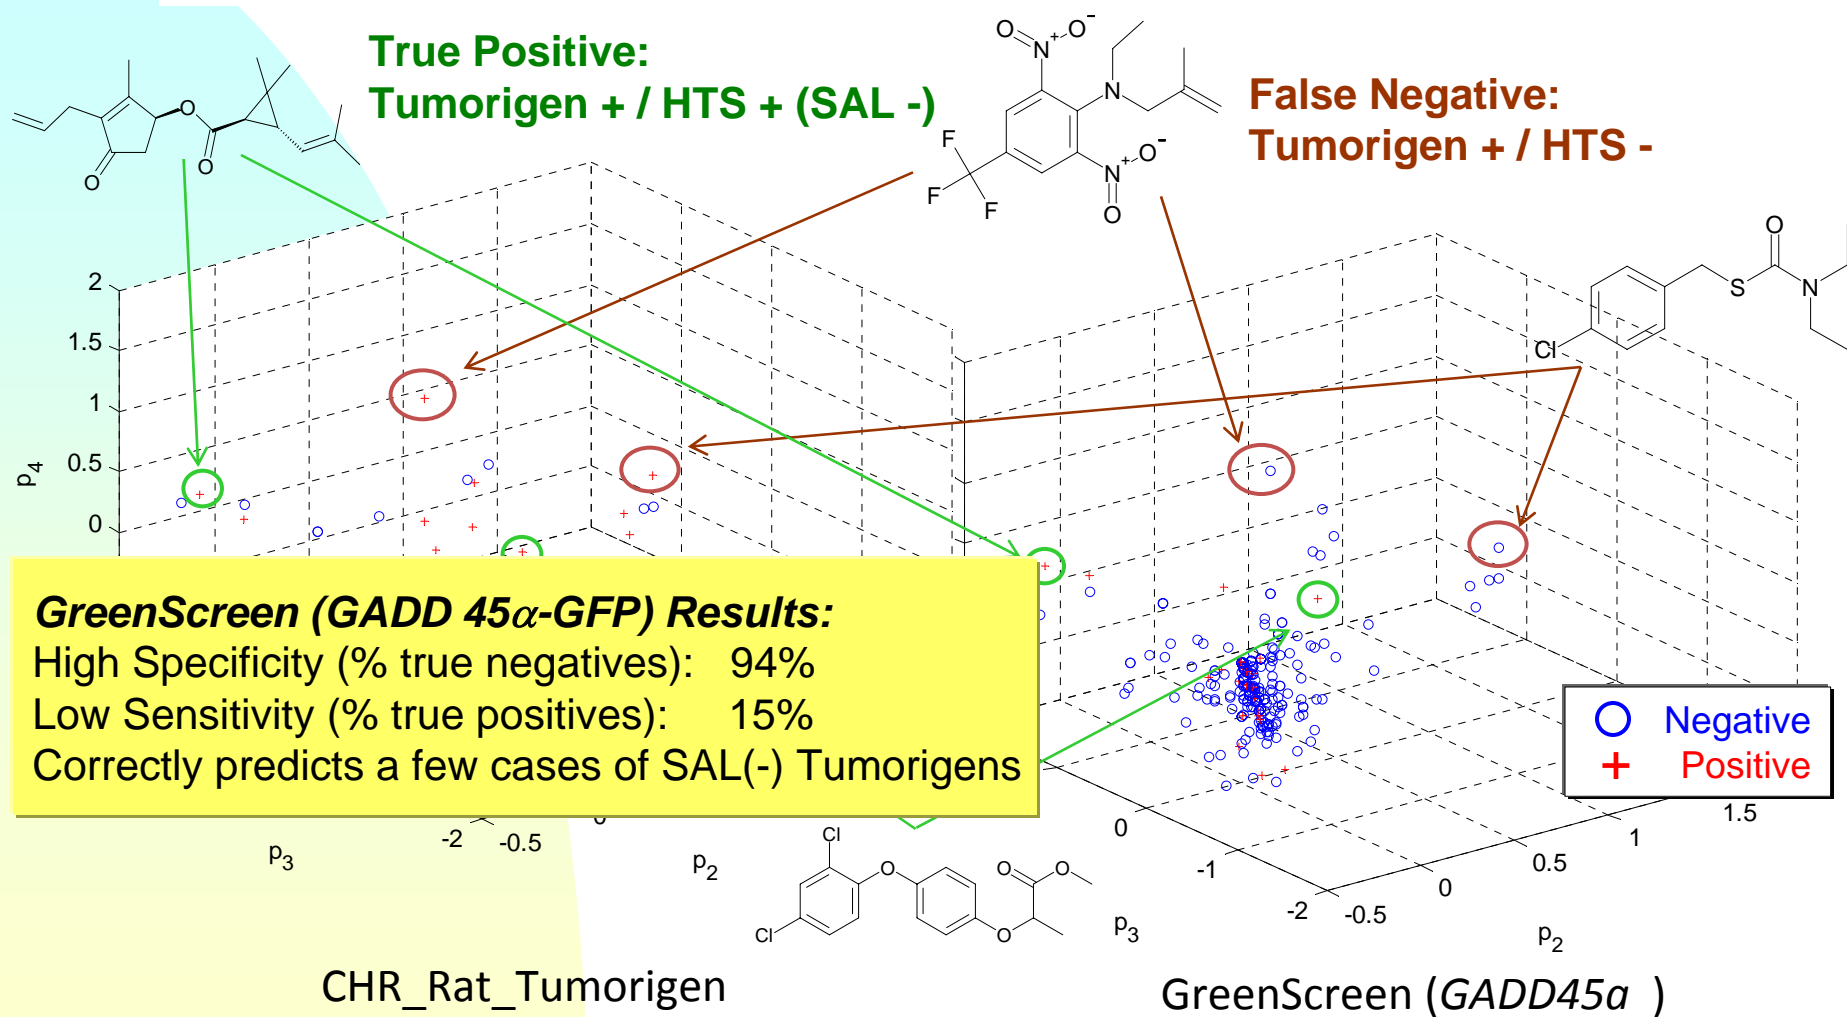 True Positive:
Tumorigen + / HTS + (SAL -)
False Negative:
Tumorigen + / HTS -
O
O
O
O⁻
N⁺
O⁻
N
N⁺
O⁻
O
F
F
F
O
S
N
Cl
2
1.5
1
0.5
0
p₄
GreenScreen (GADD 45α-GFP) Results:
High Specificity (% true negatives): 94%
Low Sensitivity (% true positives): 15%
Correctly predicts a few cases of SAL(-) Tumorigens
Negative
Positive
p₃
-2
-0.5
p₂
0
-1
-2
-0.5
0
0.5
1
1.5
p₃
p₂
Cl
Cl
O
O
O
O
CHR_Rat_Tumorigen
GreenScreen (GADD45a )